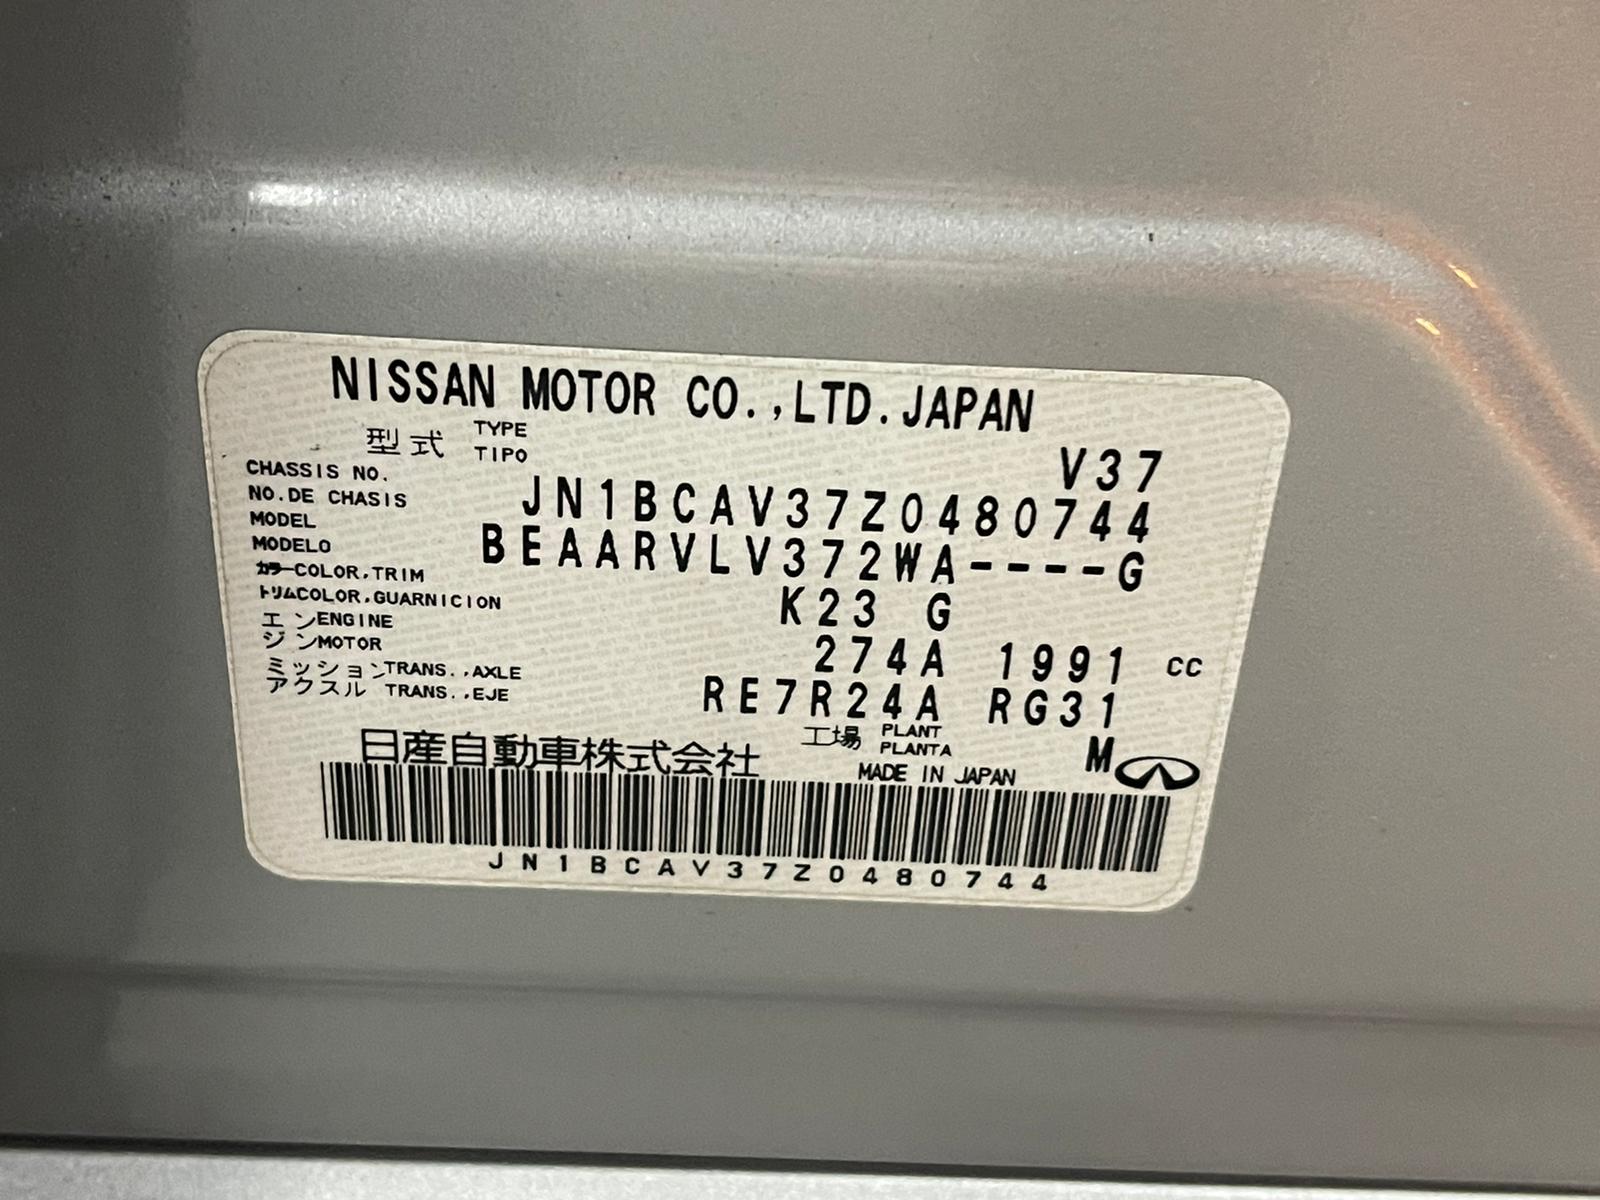 NISSAN MOTOR CO.,LTD.JAPAN
型式 TYPE TIPO V37
CHASSIS NO.
NO.DE CHASIS JN1BCAV37Z0480744
MODEL
MODELO BEAARVLV372WA----G
カラーCOLOR,TRIM
トリムCOLOR,GUARNICION K23 G
エンENGINE
ジンMOTOR 274A 1991 CC
ミッションTRANS.,AXLE
アクスル TRANS.,EJE RE7R24A RG31
工場 PLANT PLANTA M
日産自動車株式会社 MADE IN JAPAN
JN1BCAV37Z0480744